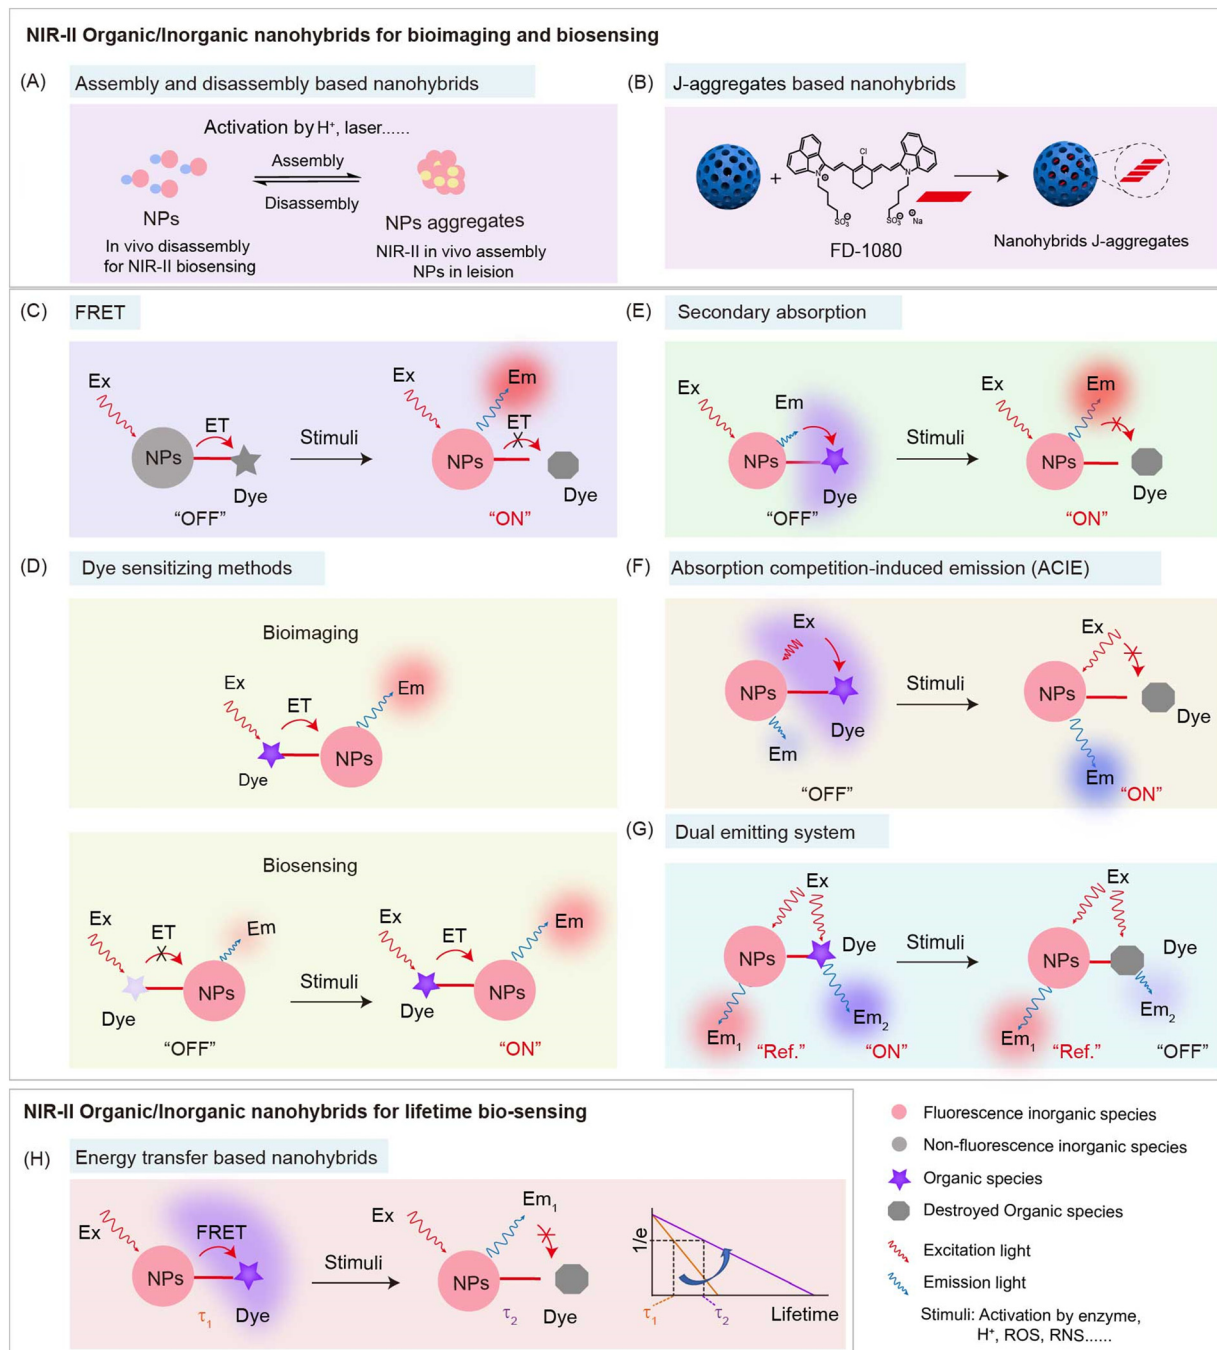 NIR-II Organic/Inorganic nanohybrids for bioimaging and biosensing
(A)
Assembly and disassembly based nanohybrids
Activation by H⁺, laser......
Assembly
Disassembly
NPs
NPs aggregates
In vivo disassembly
for NIR-II biosensing
NIR-II in vivo assembly
NPs in leision
(B)
J-aggregates based nanohybrids
+
Cl
N
⊕
N
SO₃⊖
SO₃⊖
⊕
Na
FD-1080
Nanohybrids J-aggregates
(C)
FRET
Ex
ET
NPs
Dye
“OFF”
Stimuli
Ex
Em
ET
NPs
Dye
“ON”
(D)
Dye sensitizing methods
Bioimaging
Ex
ET
Em
Dye
NPs
Biosensing
Ex
ET
Em
NPs
Dye
“OFF”
Stimuli
Ex
ET
Em
NPs
Dye
“ON”
(E)
Secondary absorption
Ex
Em
NPs
Dye
“OFF”
Stimuli
Ex
Em
NPs
Dye
“ON”
(F)
Absorption competition-induced emission (ACIE)
Ex
NPs
Dye
Em
“OFF”
Stimuli
Ex
NPs
Dye
Em
“ON”
(G)
Dual emitting system
Ex
NPs
Dye
Em₁
“Ref.”
Em₂
“ON”
Stimuli
Ex
NPs
Dye
Em₁
“Ref.”
Em₂
“OFF”
NIR-II Organic/Inorganic nanohybrids for lifetime bio-sensing
(H)
Energy transfer based nanohybrids
Ex
FRET
NPs
Dye
τ₁
Stimuli
Ex
Em₁
NPs
Dye
τ₂
1/e
τ₁
τ₂
Lifetime
Fluorescence inorganic species
Non-fluorescence inorganic species
Organic species
Destroyed Organic species
Excitation light
Emission light
Stimuli: Activation by enzyme,
H⁺, ROS, RNS......